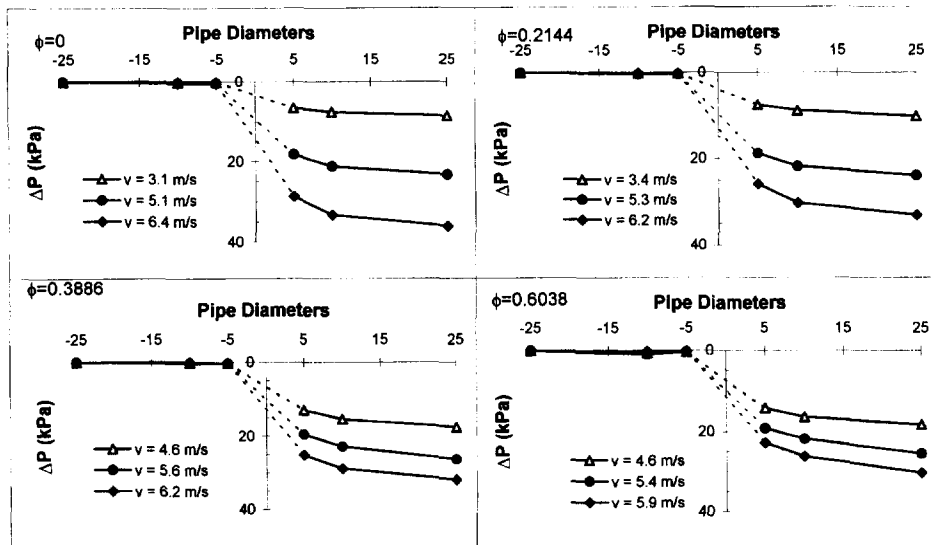 ϕ=0
Pipe Diameters
-25 -15 -5 5 15 25
0
20
40
ΔP (kPa)
v = 3.1 m/s
v = 5.1 m/s
v = 6.4 m/s
ϕ=0.2144
Pipe Diameters
-25 -15 -5 5 15 25
0
20
40
ΔP (kPa)
v = 3.4 m/s
v = 5.3 m/s
v = 6.2 m/s
ϕ=0.3886
Pipe Diameters
-25 -15 -5 5 15 25
0
20
40
ΔP (kPa)
v = 4.6 m/s
v = 5.6 m/s
v = 6.2 m/s
ϕ=0.6038
Pipe Diameters
-25 -15 -5 5 15 25
0
20
40
ΔP (kPa)
v = 4.6 m/s
v = 5.4 m/s
v = 5.9 m/s